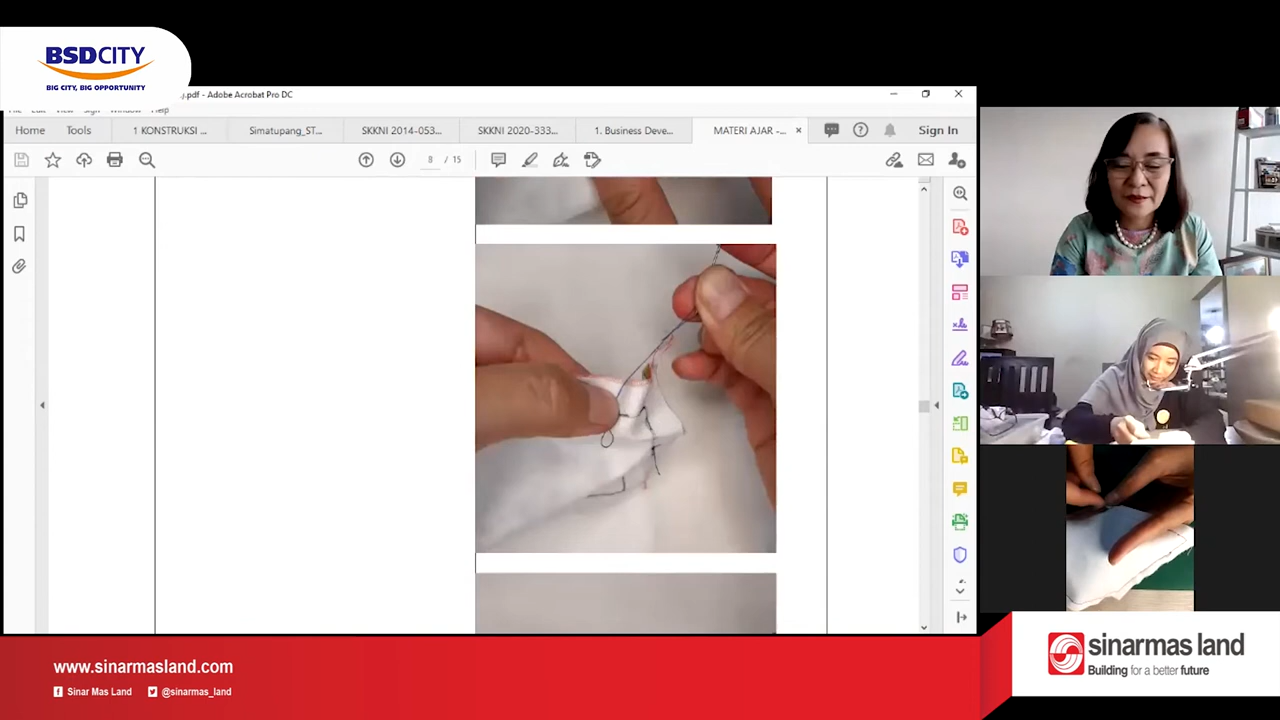 BSDCITY
BIG CITY, BIG OPPORTUNITY
.pdf - Adobe Acrobat Pro DC
Window Help
Home Tools 1 KONSTRUKSI ... Simatupang_ST... SKKNI 2014-053... SKKNI 2020-333... 1. Business Deve... MATERI AJAR -... × Sign In
8 / 15
www.sinarmasland.com
Sinar Mas Land @sinarmas_land
sinarmas land
Building for a better future